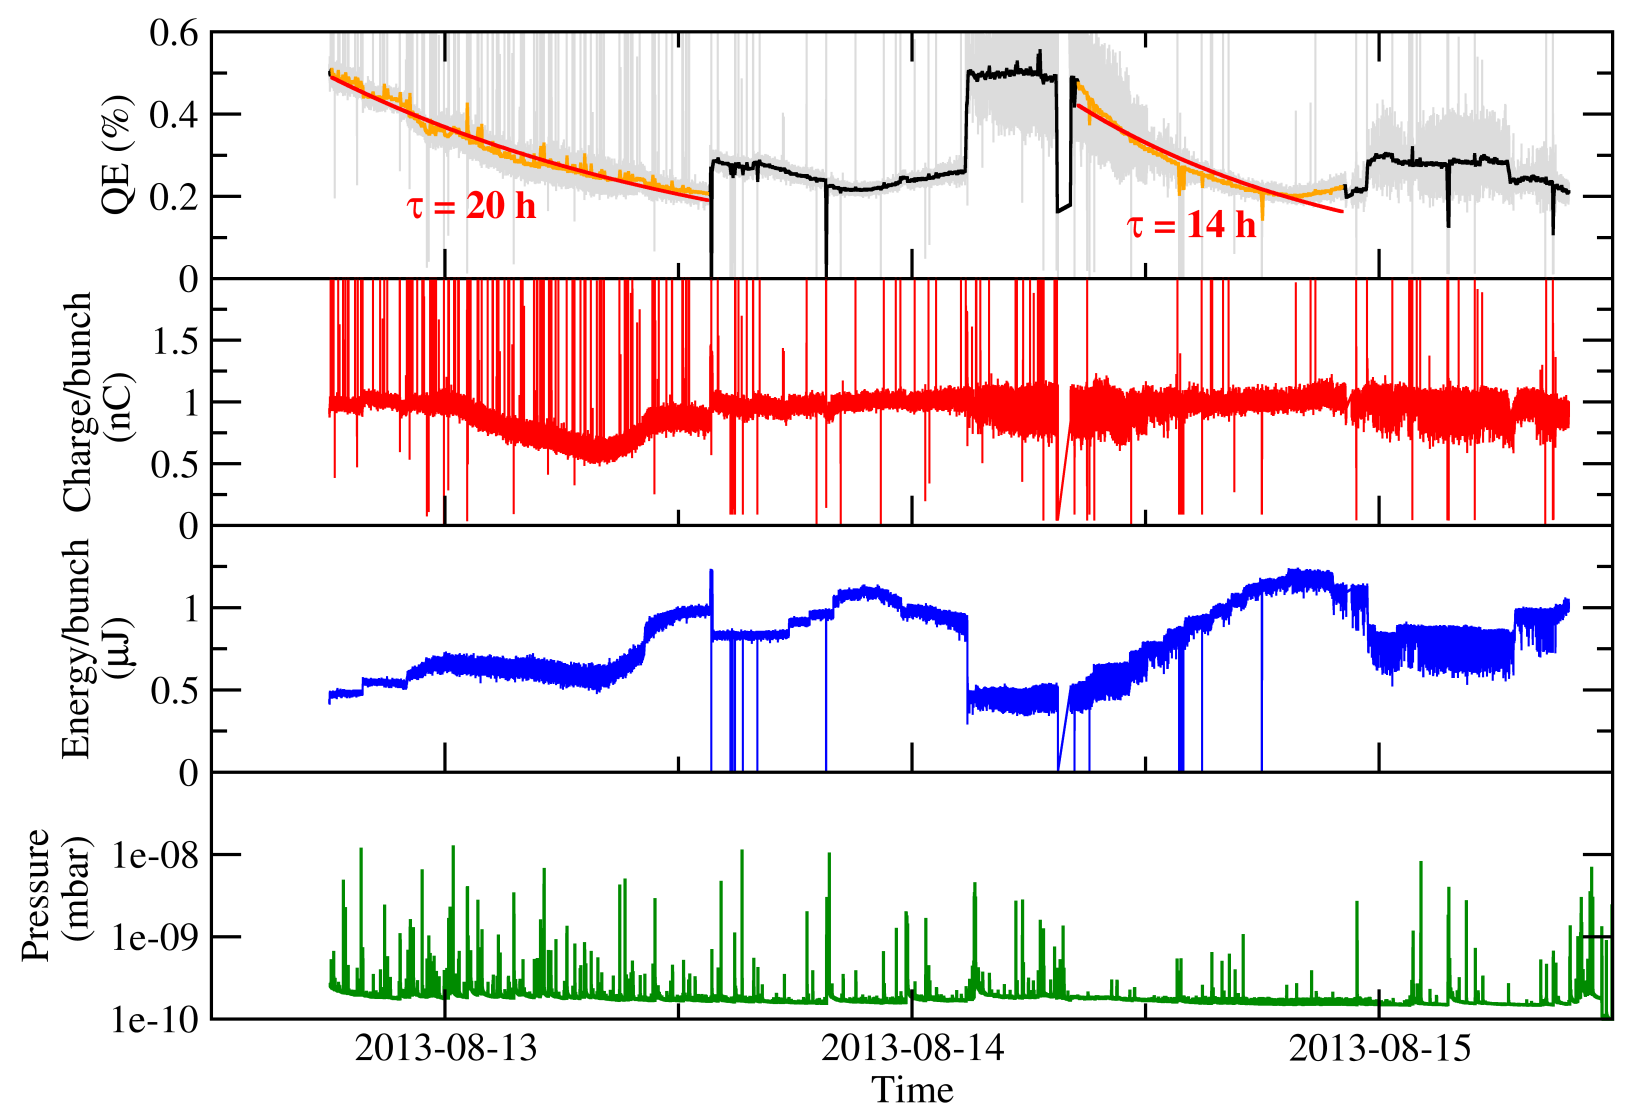 0.6
0.4
0.2
0
QE (%)
τ = 20 h
τ = 14 h
1.5
1
0.5
0
Charge/bunch
(nC)
1
0.5
0
Energy/bunch
(µJ)
1e-08
1e-09
1e-10
Pressure
(mbar)
2013-08-13
2013-08-14
2013-08-15
Time